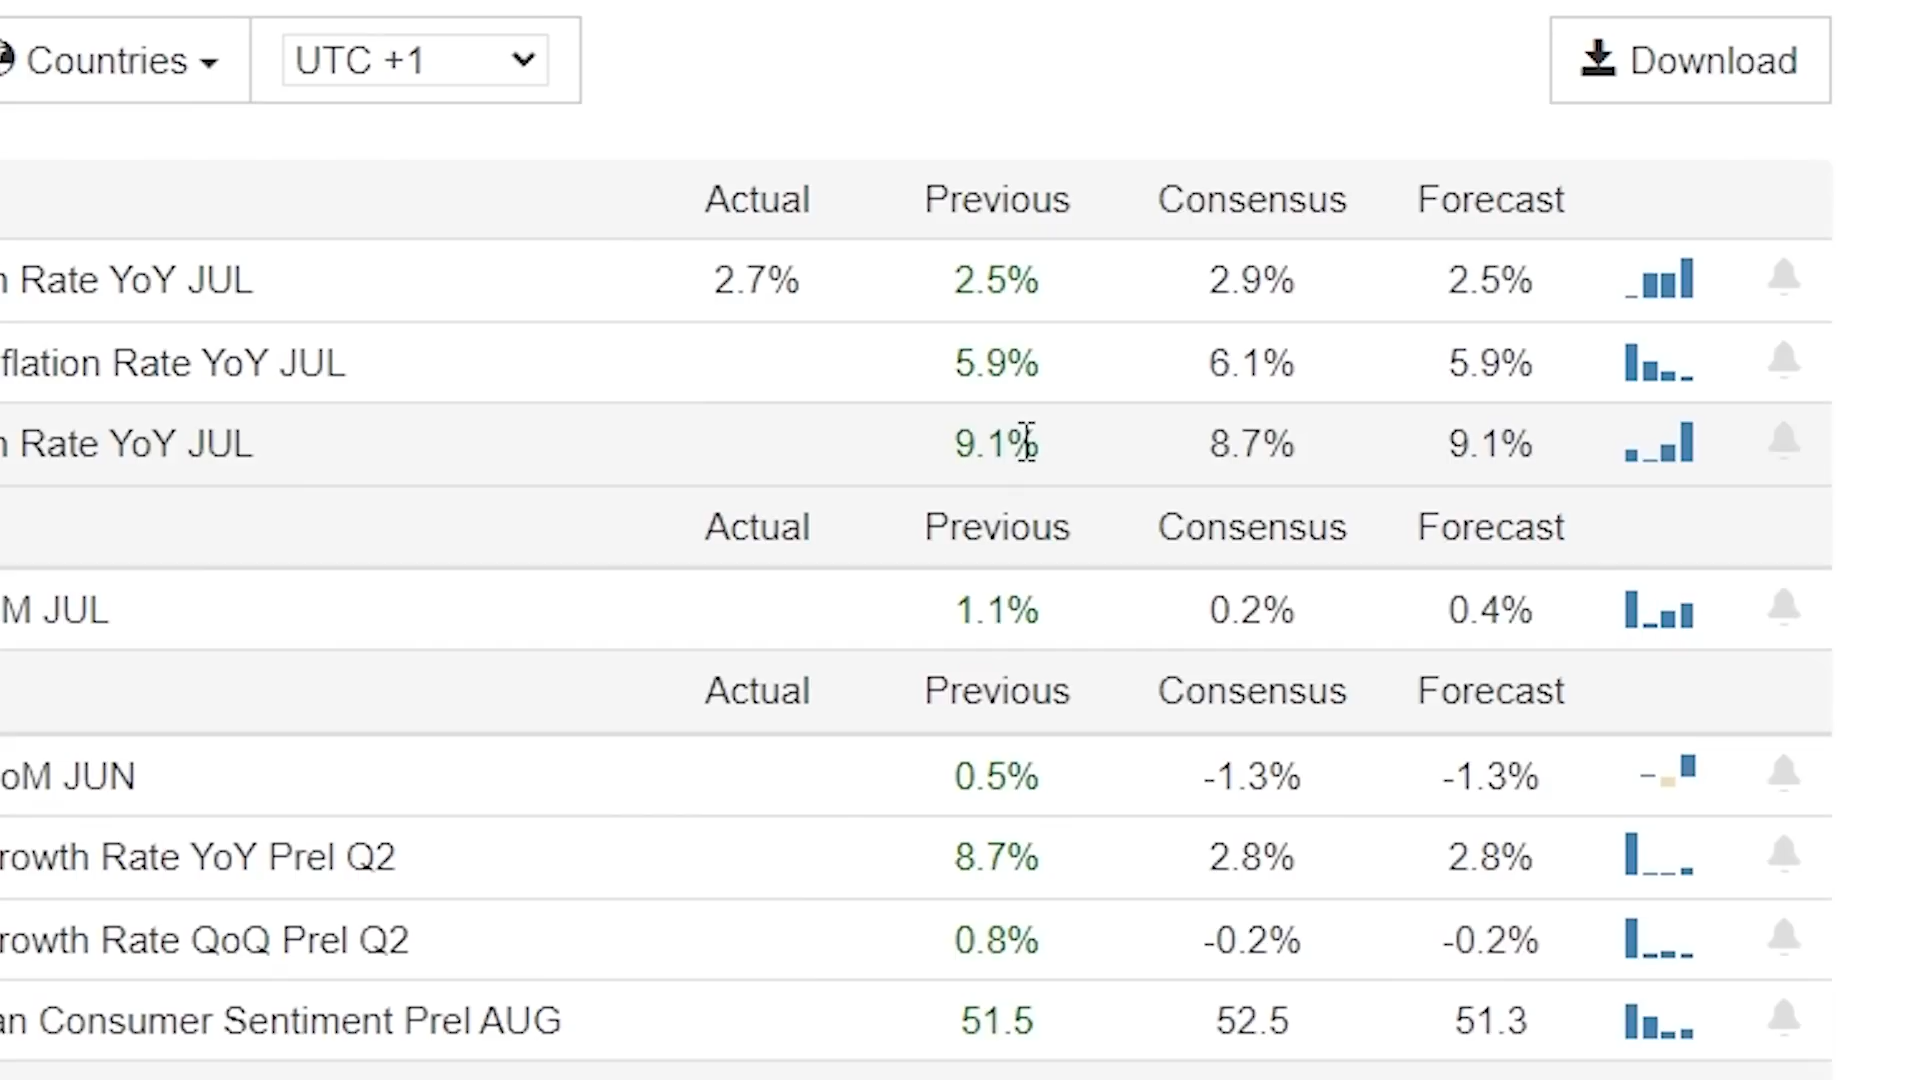 Countries UTC +1 Download
Actual Previous Consensus Forecast
n Rate YoY JUL 2.7% 2.5% 2.9% 2.5%
flation Rate YoY JUL 5.9% 6.1% 5.9%
n Rate YoY JUL 9.1% 8.7% 9.1%
Actual Previous Consensus Forecast
M JUL 1.1% 0.2% 0.4%
Actual Previous Consensus Forecast
oM JUN 0.5% -1.3% -1.3%
rowth Rate YoY Prel Q2 8.7% 2.8% 2.8%
rowth Rate QoQ Prel Q2 0.8% -0.2% -0.2%
an Consumer Sentiment Prel AUG 51.5 52.5 51.3